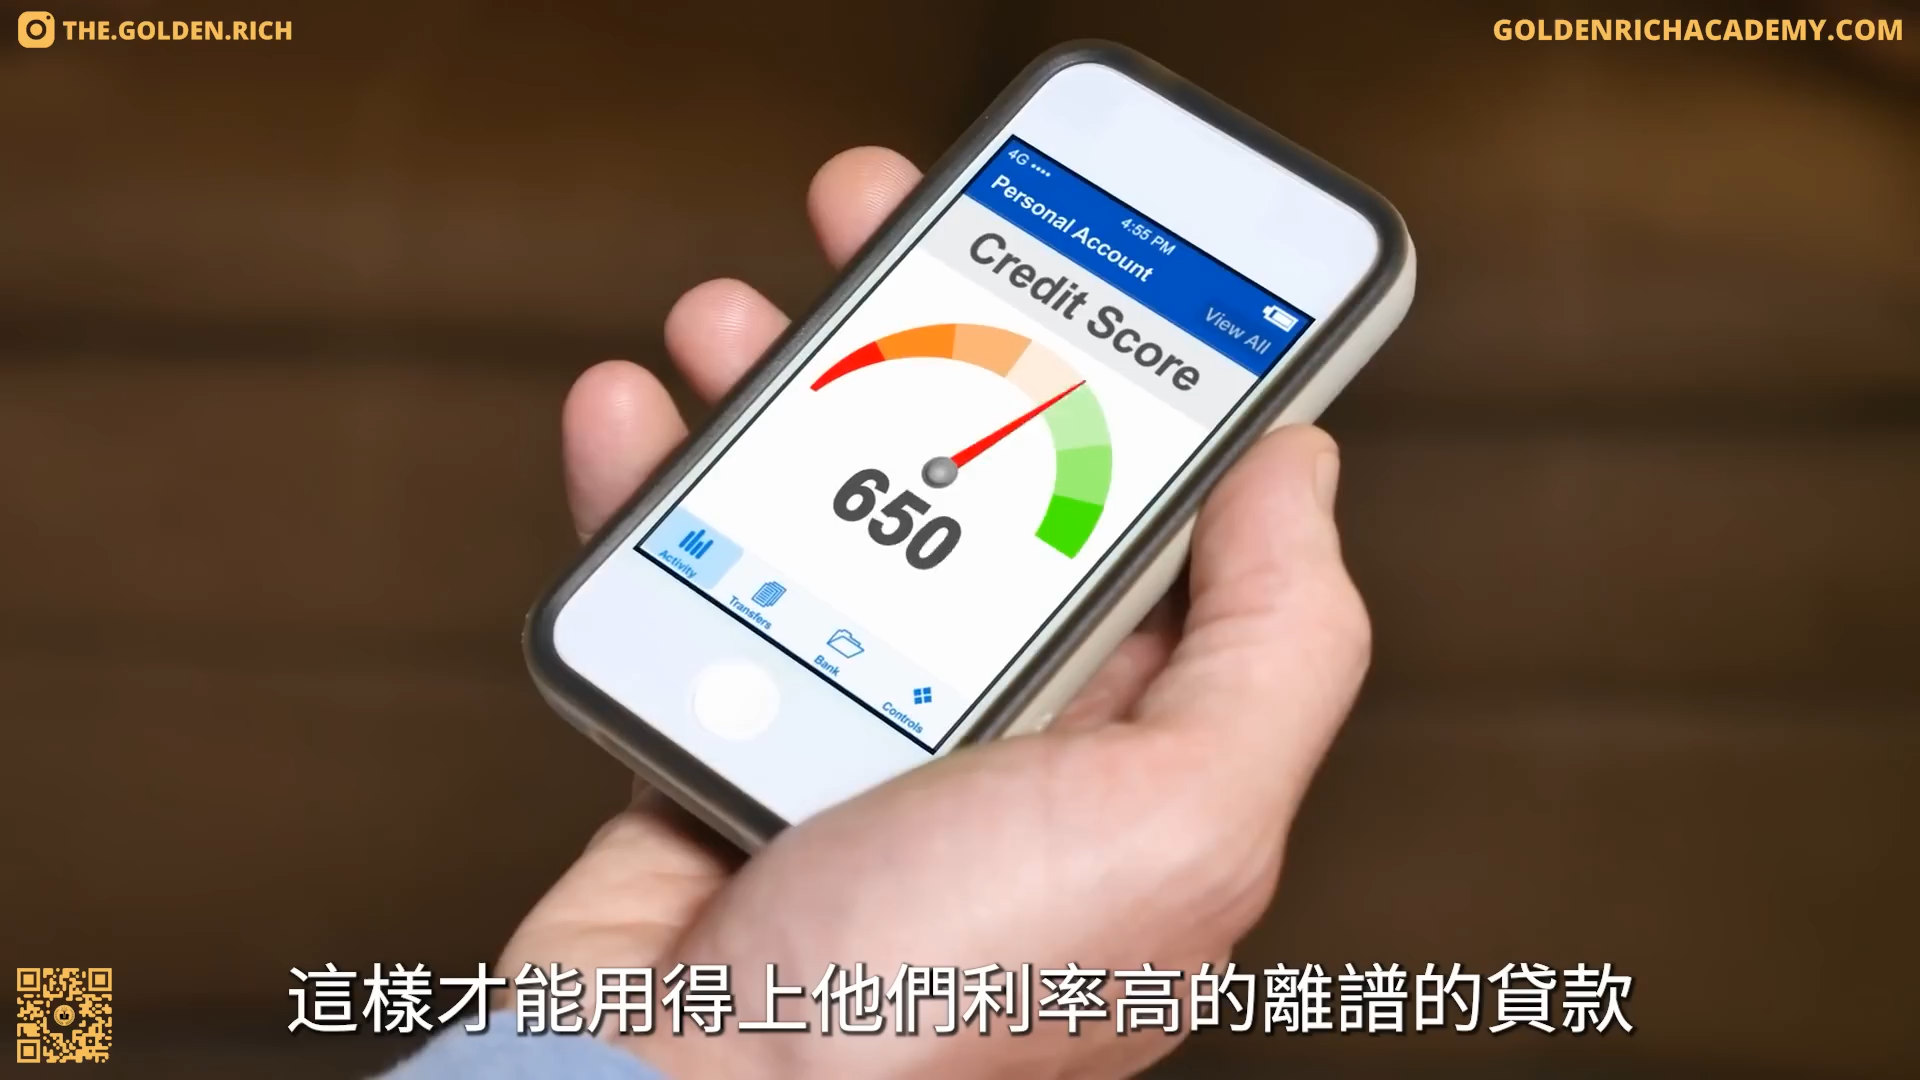 THE.GOLDEN.RICH
GOLDENRICHACADEMY.COM
4G
4:55 PM
Personal Account
View All
Credit Score
650
Activity
Transfers
Bank
Controls
這樣才能用得上他們利率高的離譜的貸款